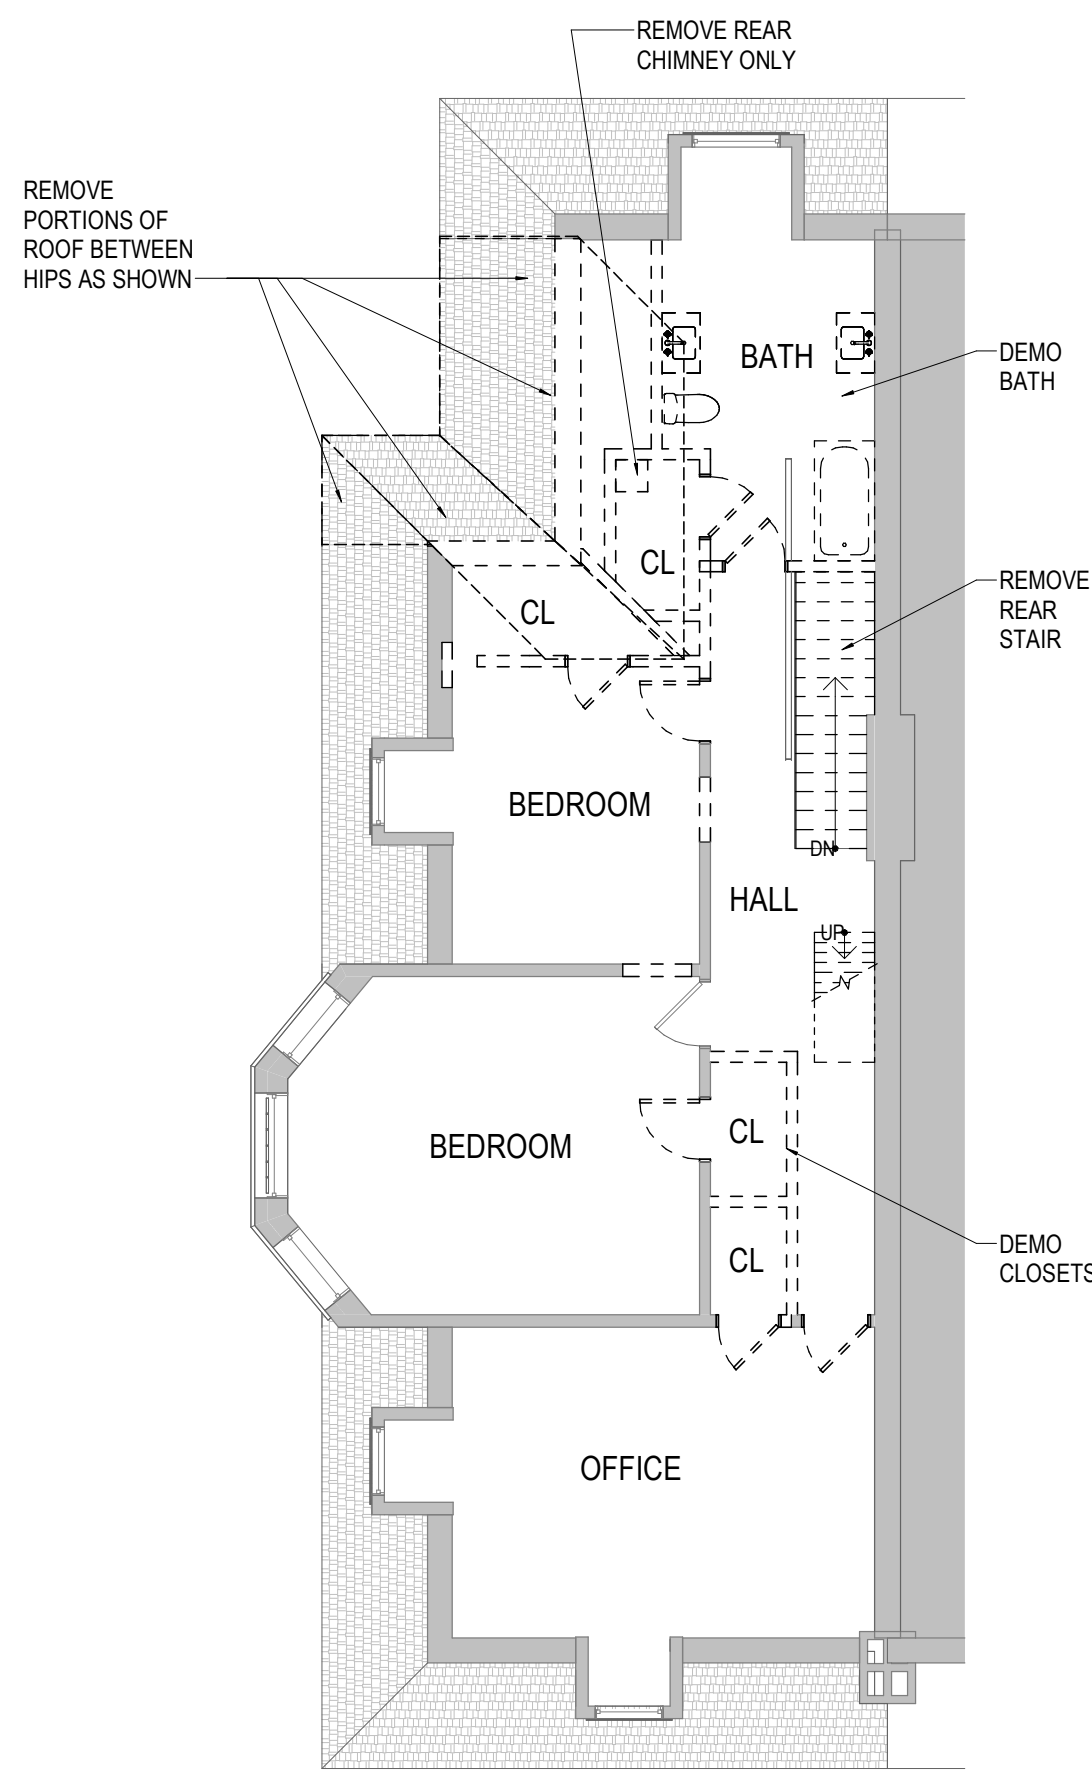 REMOVE REAR
CHIMNEY ONLY
REMOVE
PORTIONS OF
ROOF BETWEEN
HIPS AS SHOWN
BATH
DEMO
BATH
CL
REMOVE
REAR
STAIR
CL
BEDROOM
DN
HALL
UP
BEDROOM
CL
DEMO
CLOSETS
CL
OFFICE